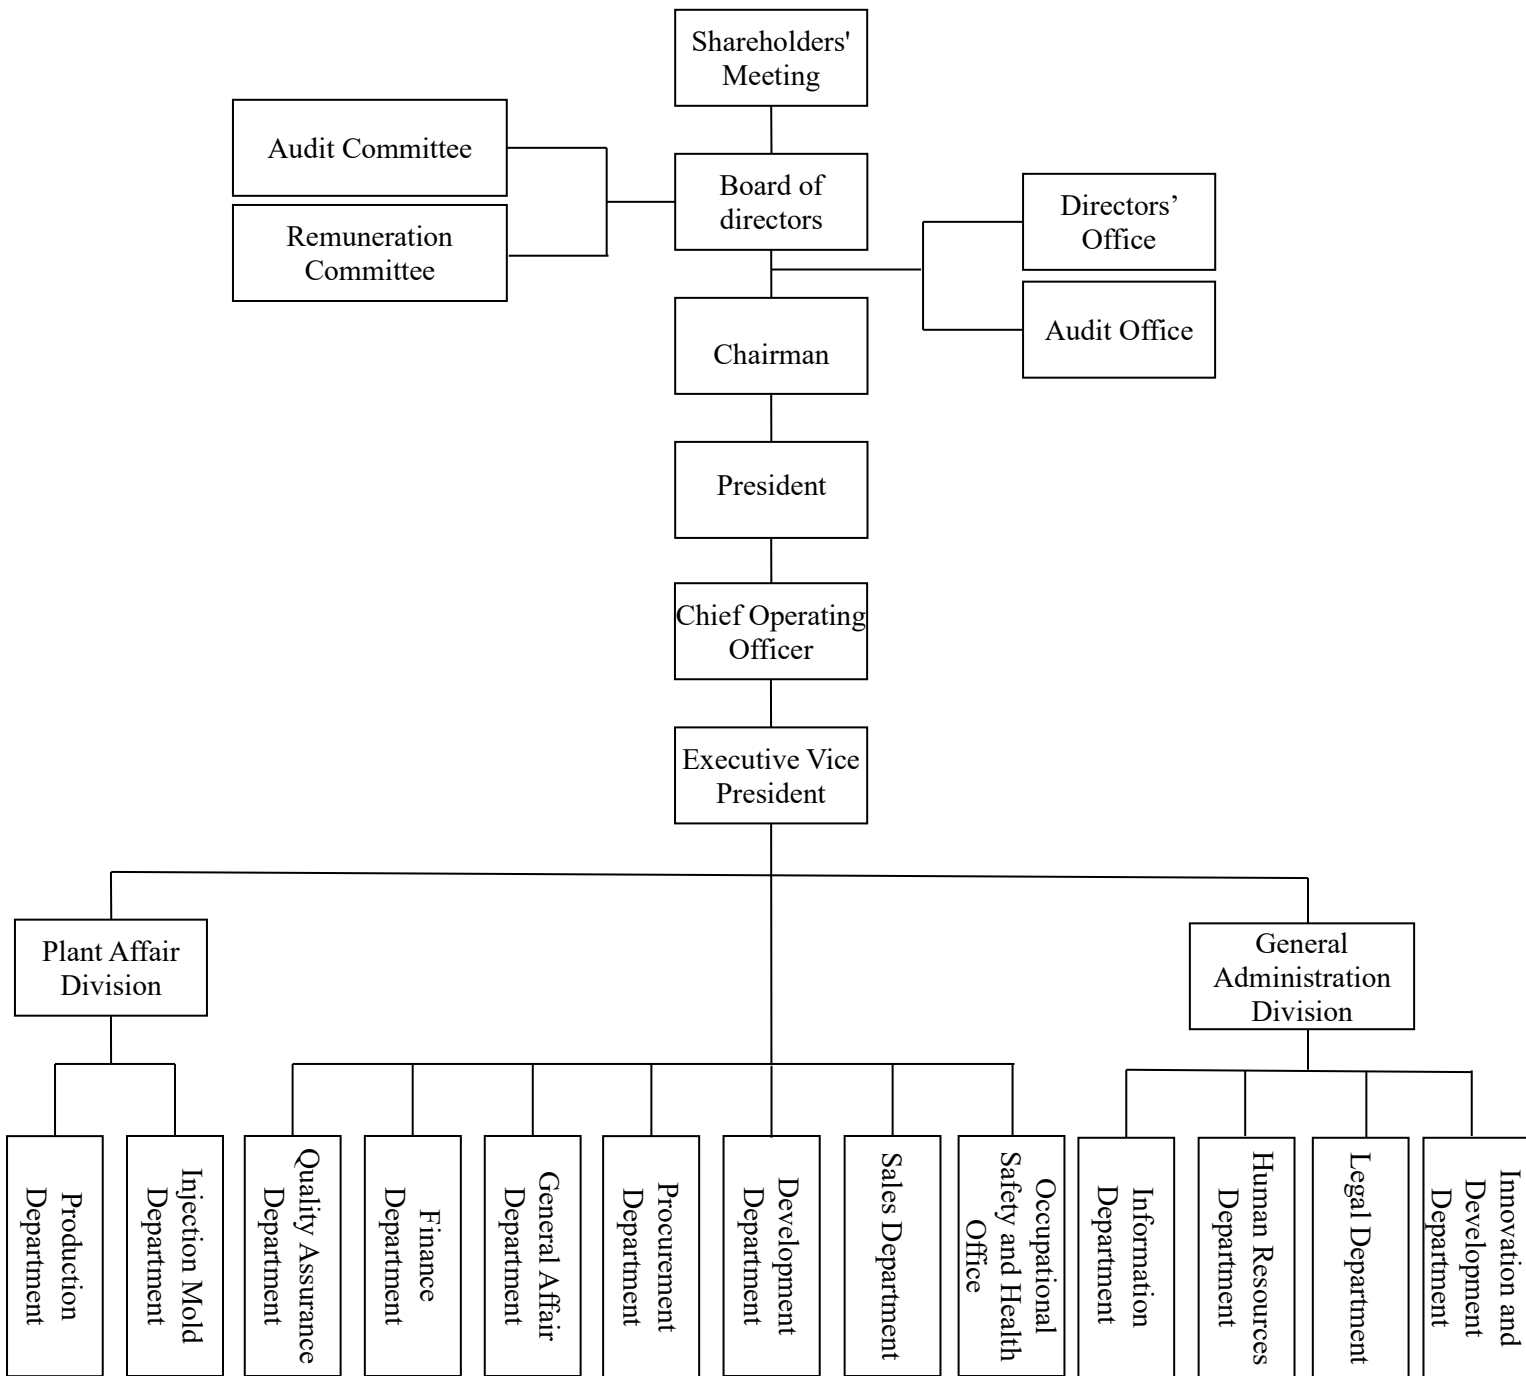 Shareholders'
Meeting
Audit Committee
Board of
directors
Remuneration
Committee
Directors’
Office
Audit Office
Chairman
President
Chief Operating
Officer
Executive Vice
President
Plant Affair
Division
General
Administration
Division
Production
Department
Injection Mold
Department
Quality Assurance
Department
Finance
Department
General Affair
Department
Procurement
Department
Development
Department
Sales Department
Occupational
Safety and Health
Office
Information
Department
Human Resources
Department
Legal Department
Innovation and
Development
Department